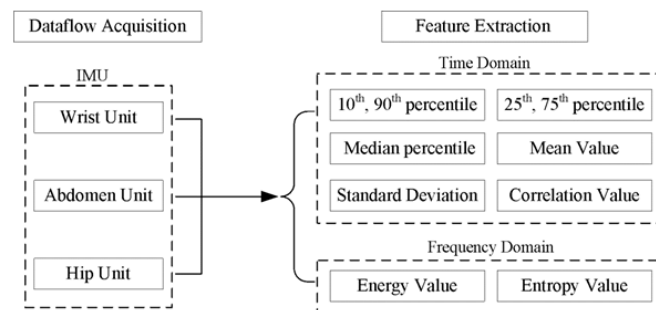 Dataflow Acquisition
Feature Extraction
IMU
Wrist Unit
Abdomen Unit
Hip Unit
Time Domain
10th, 90th percentile
25th, 75th percentile
Median percentile
Mean Value
Standard Deviation
Correlation Value
Frequency Domain
Energy Value
Entropy Value